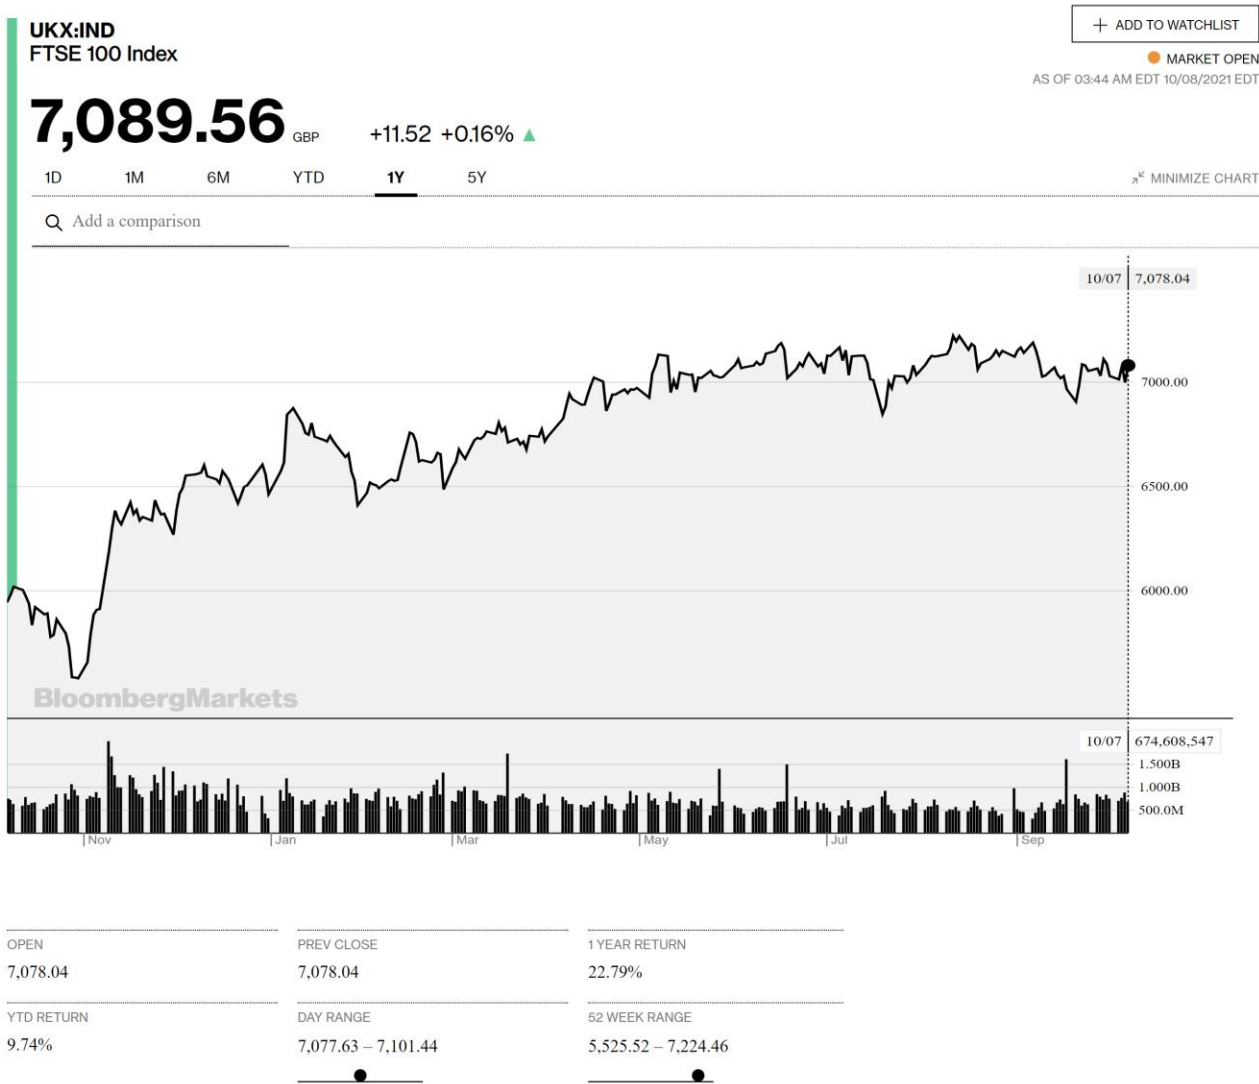 UKX:IND
FTSE 100 Index
+ ADD TO WATCHLIST
MARKET OPEN
AS OF 03:44 AM EDT 10/08/2021 EDT
7,089.56 GBP +11.52 +0.16%
1D 1M 6M YTD 1Y 5Y
MINIMIZE CHART
Add a comparison
10/07 7,078.04
7000.00
6500.00
6000.00
BloombergMarkets
10/07 674,608,547
1.500B
1.000B
500.0M
Nov Jan Mar May Jul Sep
OPEN PREV CLOSE 1 YEAR RETURN
7,078.04 7,078.04 22.79%
YTD RETURN DAY RANGE 52 WEEK RANGE
9.74% 7,077.63 – 7,101.44 5,525.52 – 7,224.46